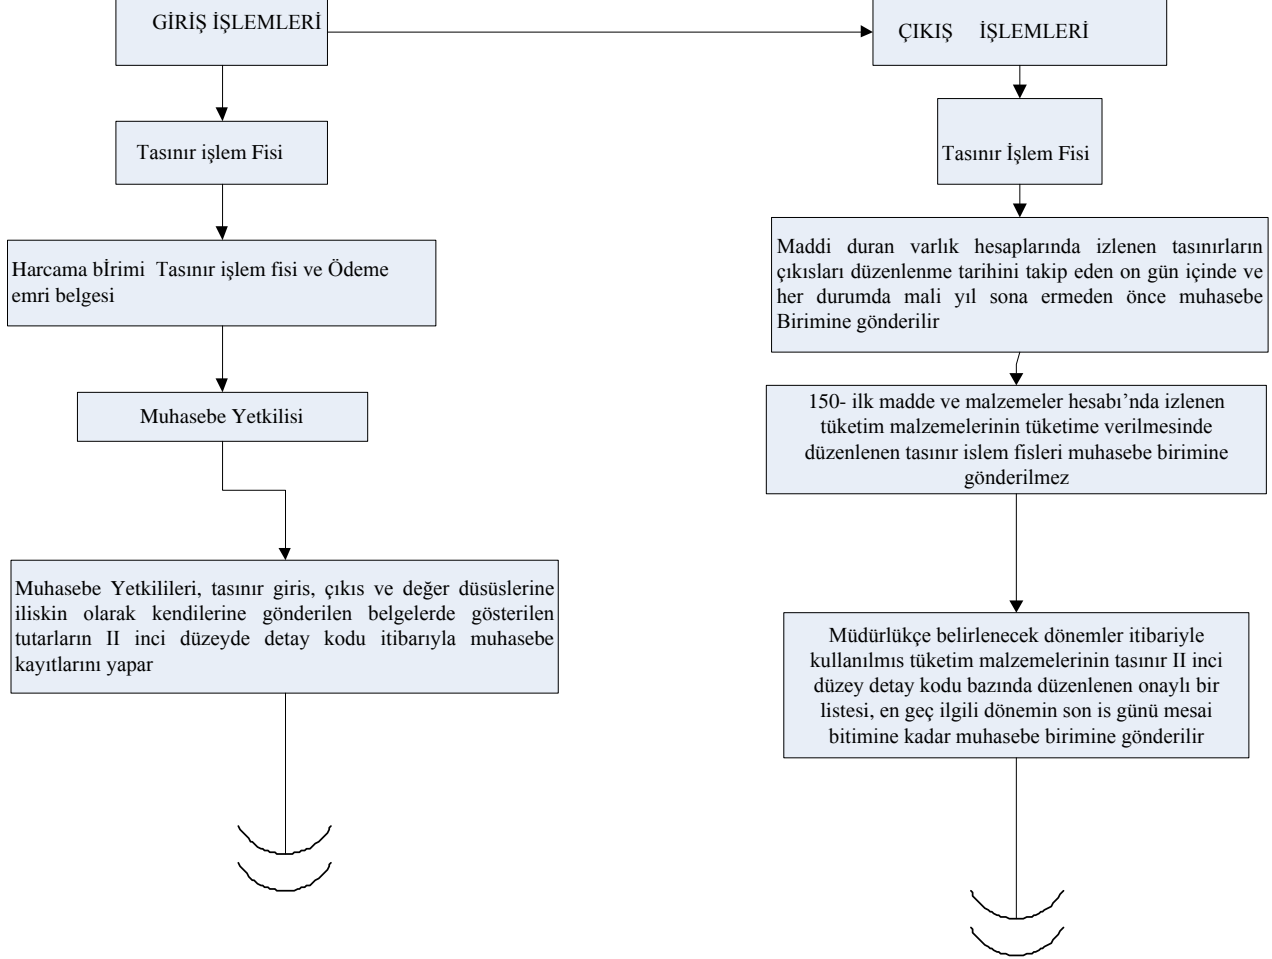 GİRİŞ İŞLEMLERİ
Tasınır işlem Fisi
Harcama bİrimi Tasınır işlem fisi ve Ödeme
emri belgesi
Muhasebe Yetkilisi
Muhasebe Yetkilileri, tasınır giris, çıkıs ve değer düsüslerine
iliskin olarak kendilerine gönderilen belgelerde gösterilen
tutarların II inci düzeyde detay kodu itibarıyla muhasebe
kayıtlarını yapar
ÇIKIŞ İŞLEMLERİ
Tasınır İşlem Fisi
Maddi duran varlık hesaplarında izlenen tasınırların
çıkısları düzenlenme tarihini takip eden on gün içinde ve
her durumda mali yıl sona ermeden önce muhasebe
Birimine gönderilir
150- ilk madde ve malzemeler hesabı’nda izlenen
tüketim malzemelerinin tüketime verilmesinde
düzenlenen tasınır islem fisleri muhasebe birimine
gönderilmez
Müdürlükçe belirlenecek dönemler itibariyle
kullanılmıs tüketim malzemelerinin tasınır II inci
düzey detay kodu bazında düzenlenen onaylı bir
listesi, en geç ilgili dönemin son is günü mesai
bitimine kadar muhasebe birimine gönderilir